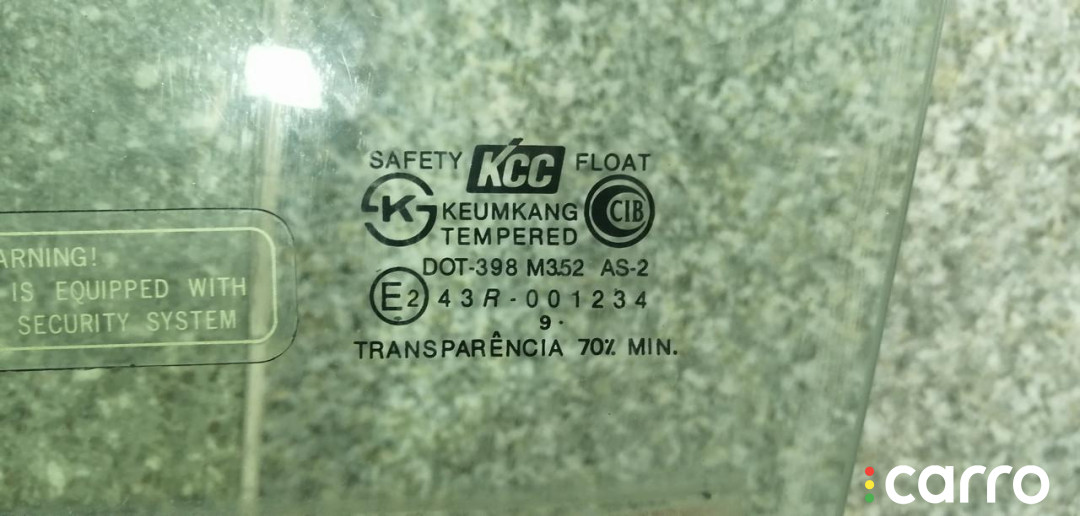 SAFETY KCC FLOAT
K KEUMKANG CIB
TEMPERED
DOT-398 M352 AS-2
E2 43R-001234
9·
TRANSPARÊNCIA 70% MIN.
ARNING!
IS EQUIPPED WITH
SECURITY SYSTEM
carro